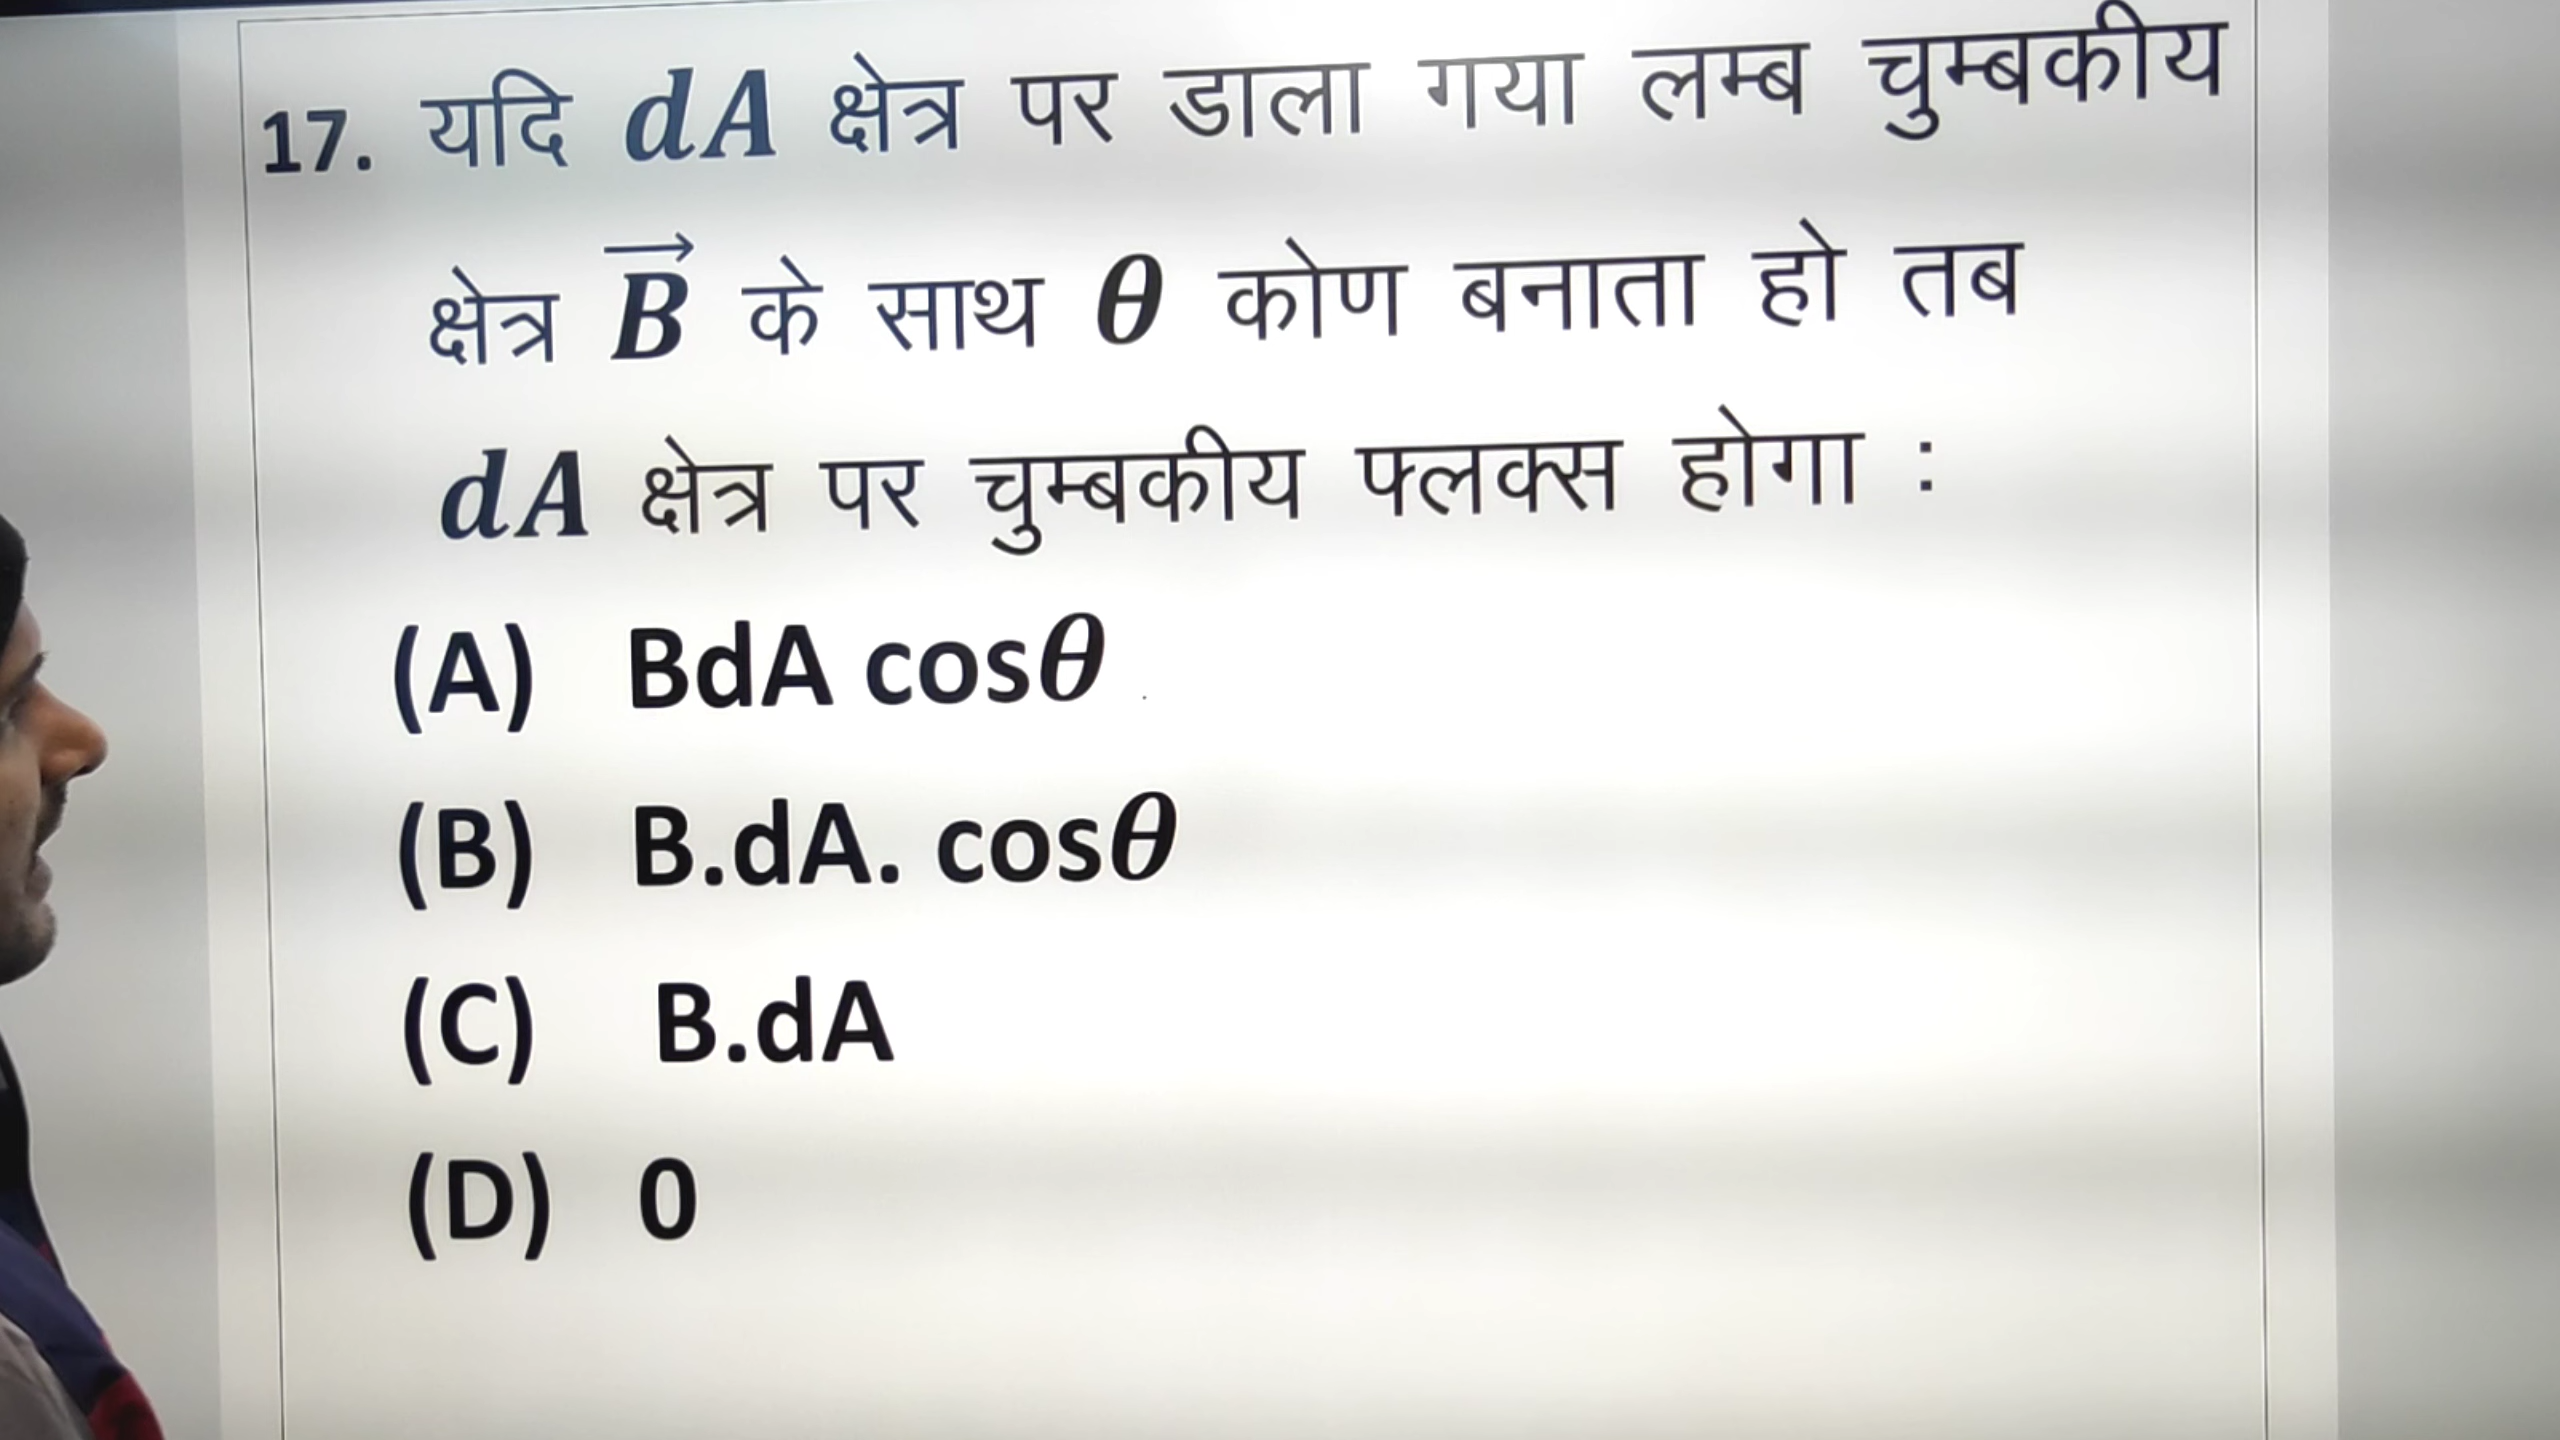 17. यदि dA क्षेत्र पर डाला गया लम्ब चुम्बकीय
क्षेत्र B⃗ के साथ θ कोण बनाता हो तब
dA क्षेत्र पर चुम्बकीय फ्लक्स होगा :
(A) BdA cosθ
(B) B.dA. cosθ
(C) B.dA
(D) 0